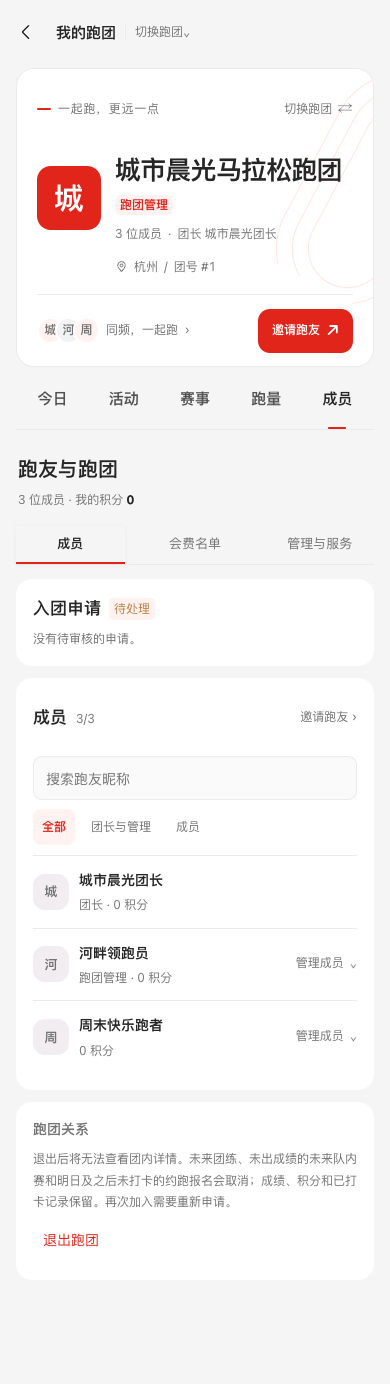 我的跑团 切换跑团
一起跑，更远一点 切换跑团
城
城市晨光马拉松跑团
跑团管理
3 位成员 · 团长 城市晨光团长
杭州 / 团号 #1
城 河 周 同频，一起跑 ›
邀请跑友
今日 活动 赛事 跑量 成员
跑友与跑团
3 位成员 · 我的积分 0
成员 会费名单 管理与服务
入团申请 待处理
没有待审核的申请。
成员 3/3 邀请跑友 ›
搜索跑友昵称
全部 团长与管理 成员
城 城市晨光团长
团长 · 0 积分
河 河畔领跑员
跑团管理 · 0 积分
管理成员
周 周末快乐跑者
0 积分
管理成员
跑团关系
退出后将无法查看团内详情。未来团练、未出成绩的未来队内
赛和明日及之后未打卡的约跑报名会取消；成绩、积分和已打
卡记录保留。再次加入需要重新申请。
退出跑团